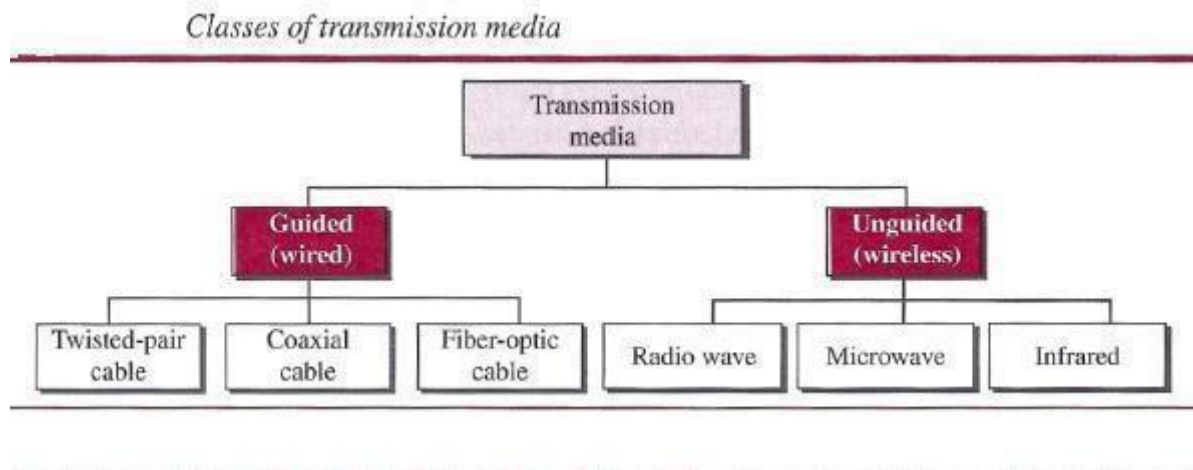 Classes of transmission media
Transmission
media
Guided
(wired)
Unguided
(wireless)
Twisted-pair
cable
Coaxial
cable
Fiber-optic
cable
Radio wave
Microwave
Infrared